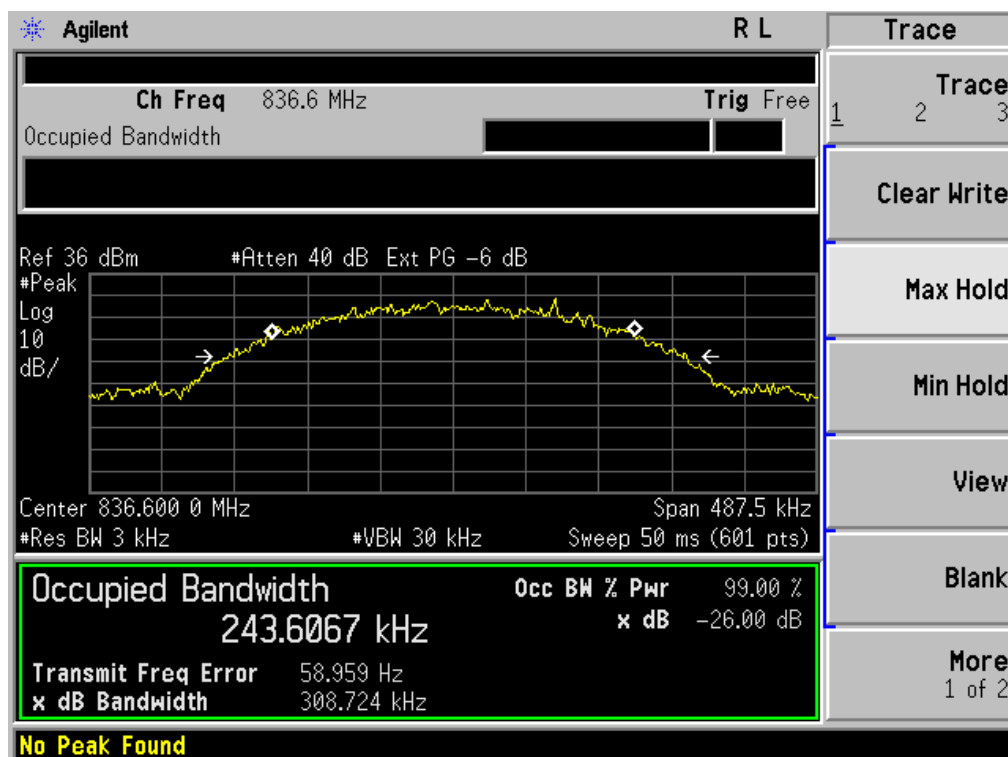 Agilent R L Trace
Ch Freq 836.6 MHz Trig Free
Occupied Bandwidth
Trace
1 2 3
Clear Write
Ref 36 dBm #Atten 40 dB Ext PG -6 dB
#Peak
Log
10
dB/
Max Hold
Min Hold
View
Center 836.600 0 MHz Span 487.5 kHz
#Res BW 3 kHz #VBW 30 kHz Sweep 50 ms (601 pts)
Occupied Bandwidth Occ BW % Pwr 99.00 %
243.6067 kHz x dB -26.00 dB
Transmit Freq Error 58.959 Hz
x dB Bandwidth 308.724 kHz
Blank
More
1 of 2
No Peak Found